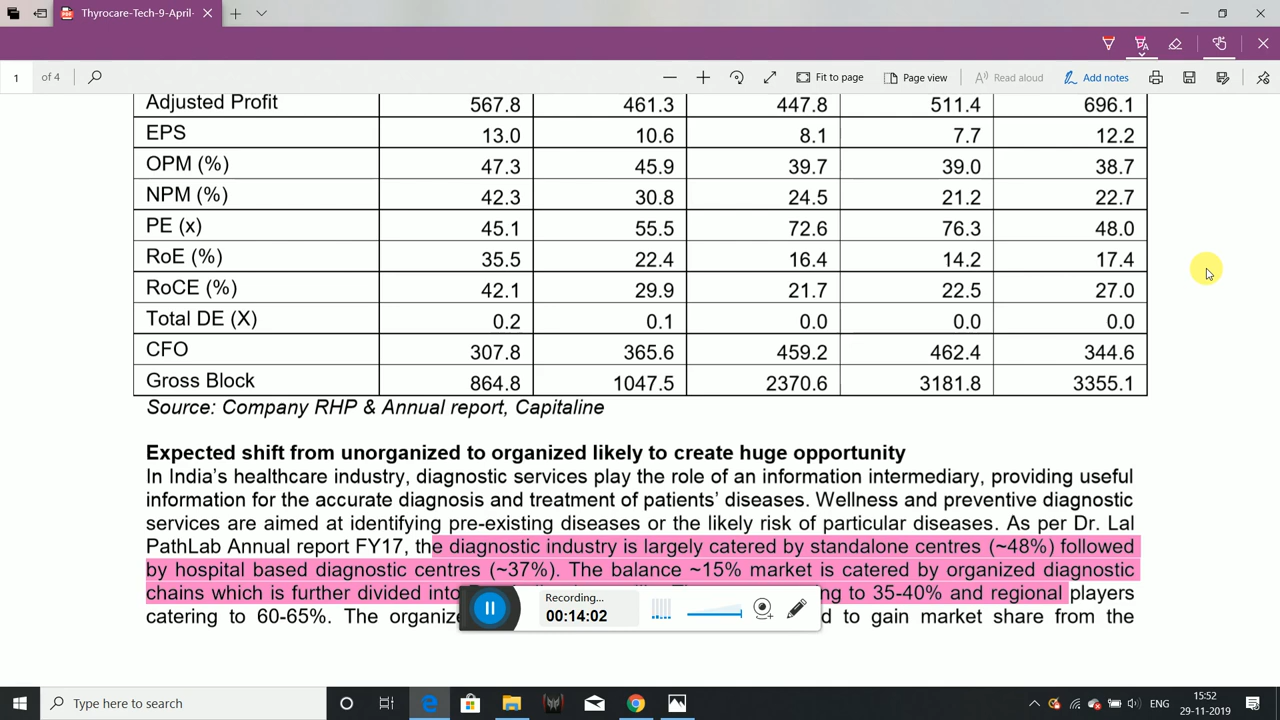 Thyrocare-Tech-9-April-
1 of 4 Fit to page Page view Read aloud Add notes
Adjusted Profit 567.8 461.3 447.8 511.4 696.1
EPS 13.0 10.6 8.1 7.7 12.2
OPM (%) 47.3 45.9 39.7 39.0 38.7
NPM (%) 42.3 30.8 24.5 21.2 22.7
PE (x) 45.1 55.5 72.6 76.3 48.0
RoE (%) 35.5 22.4 16.4 14.2 17.4
RoCE (%) 42.1 29.9 21.7 22.5 27.0
Total DE (X) 0.2 0.1 0.0 0.0 0.0
CFO 307.8 365.6 459.2 462.4 344.6
Gross Block 864.8 1047.5 2370.6 3181.8 3355.1
Source: Company RHP & Annual report, Capitaline
Expected shift from unorganized to organized likely to create huge opportunity
In India's healthcare industry, diagnostic services play the role of an information intermediary, providing useful
information for the accurate diagnosis and treatment of patients' diseases. Wellness and preventive diagnostic
services are aimed at identifying pre-existing diseases or the likely risk of particular diseases. As per Dr. Lal
PathLab Annual report FY17, the diagnostic industry is largely catered by standalone centres (~48%) followed
by hospital based diagnostic centres (~37%). The balance ~15% market is catered by organized diagnostic
chains which is further divided into to 35-40% and regional players
catering to 60-65%. The to gain market share from the
Recording...
00:14:02
Type here to search
ENG
15:52
29-11-2019